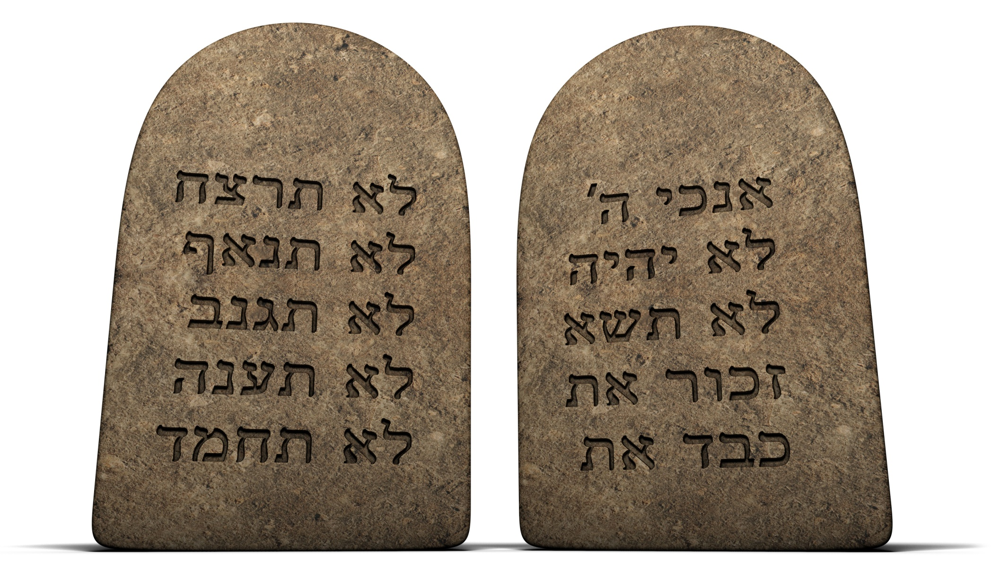 אנכי ה'
לא יהיה
לא תשא
זכור את
כבד את
לא תרצח
לא תנאף
לא תגנב
לא תענה
לא תחמד